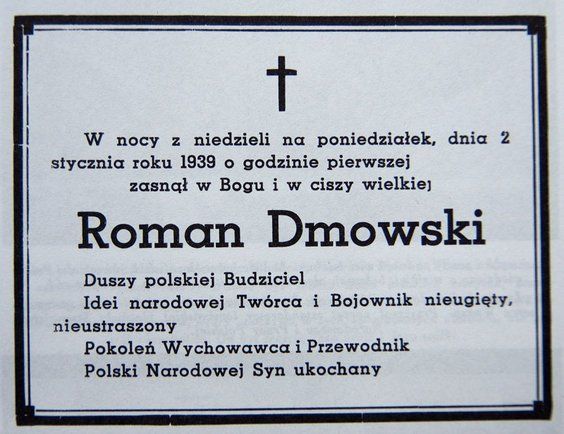 W nocy z niedzieli na poniedziałek, dnia 2
stycznia roku 1939 o godzinie pierwszej
zasnął w Bogu i w ciszy wielkiej
Roman Dmowski
Duszy polskiej Budziciel
Idei narodowej Twórca i Bojownik nieugięty,
nieustraszony
Pokoleń Wychowawca i Przewodnik
Polski Narodowej Syn ukochany